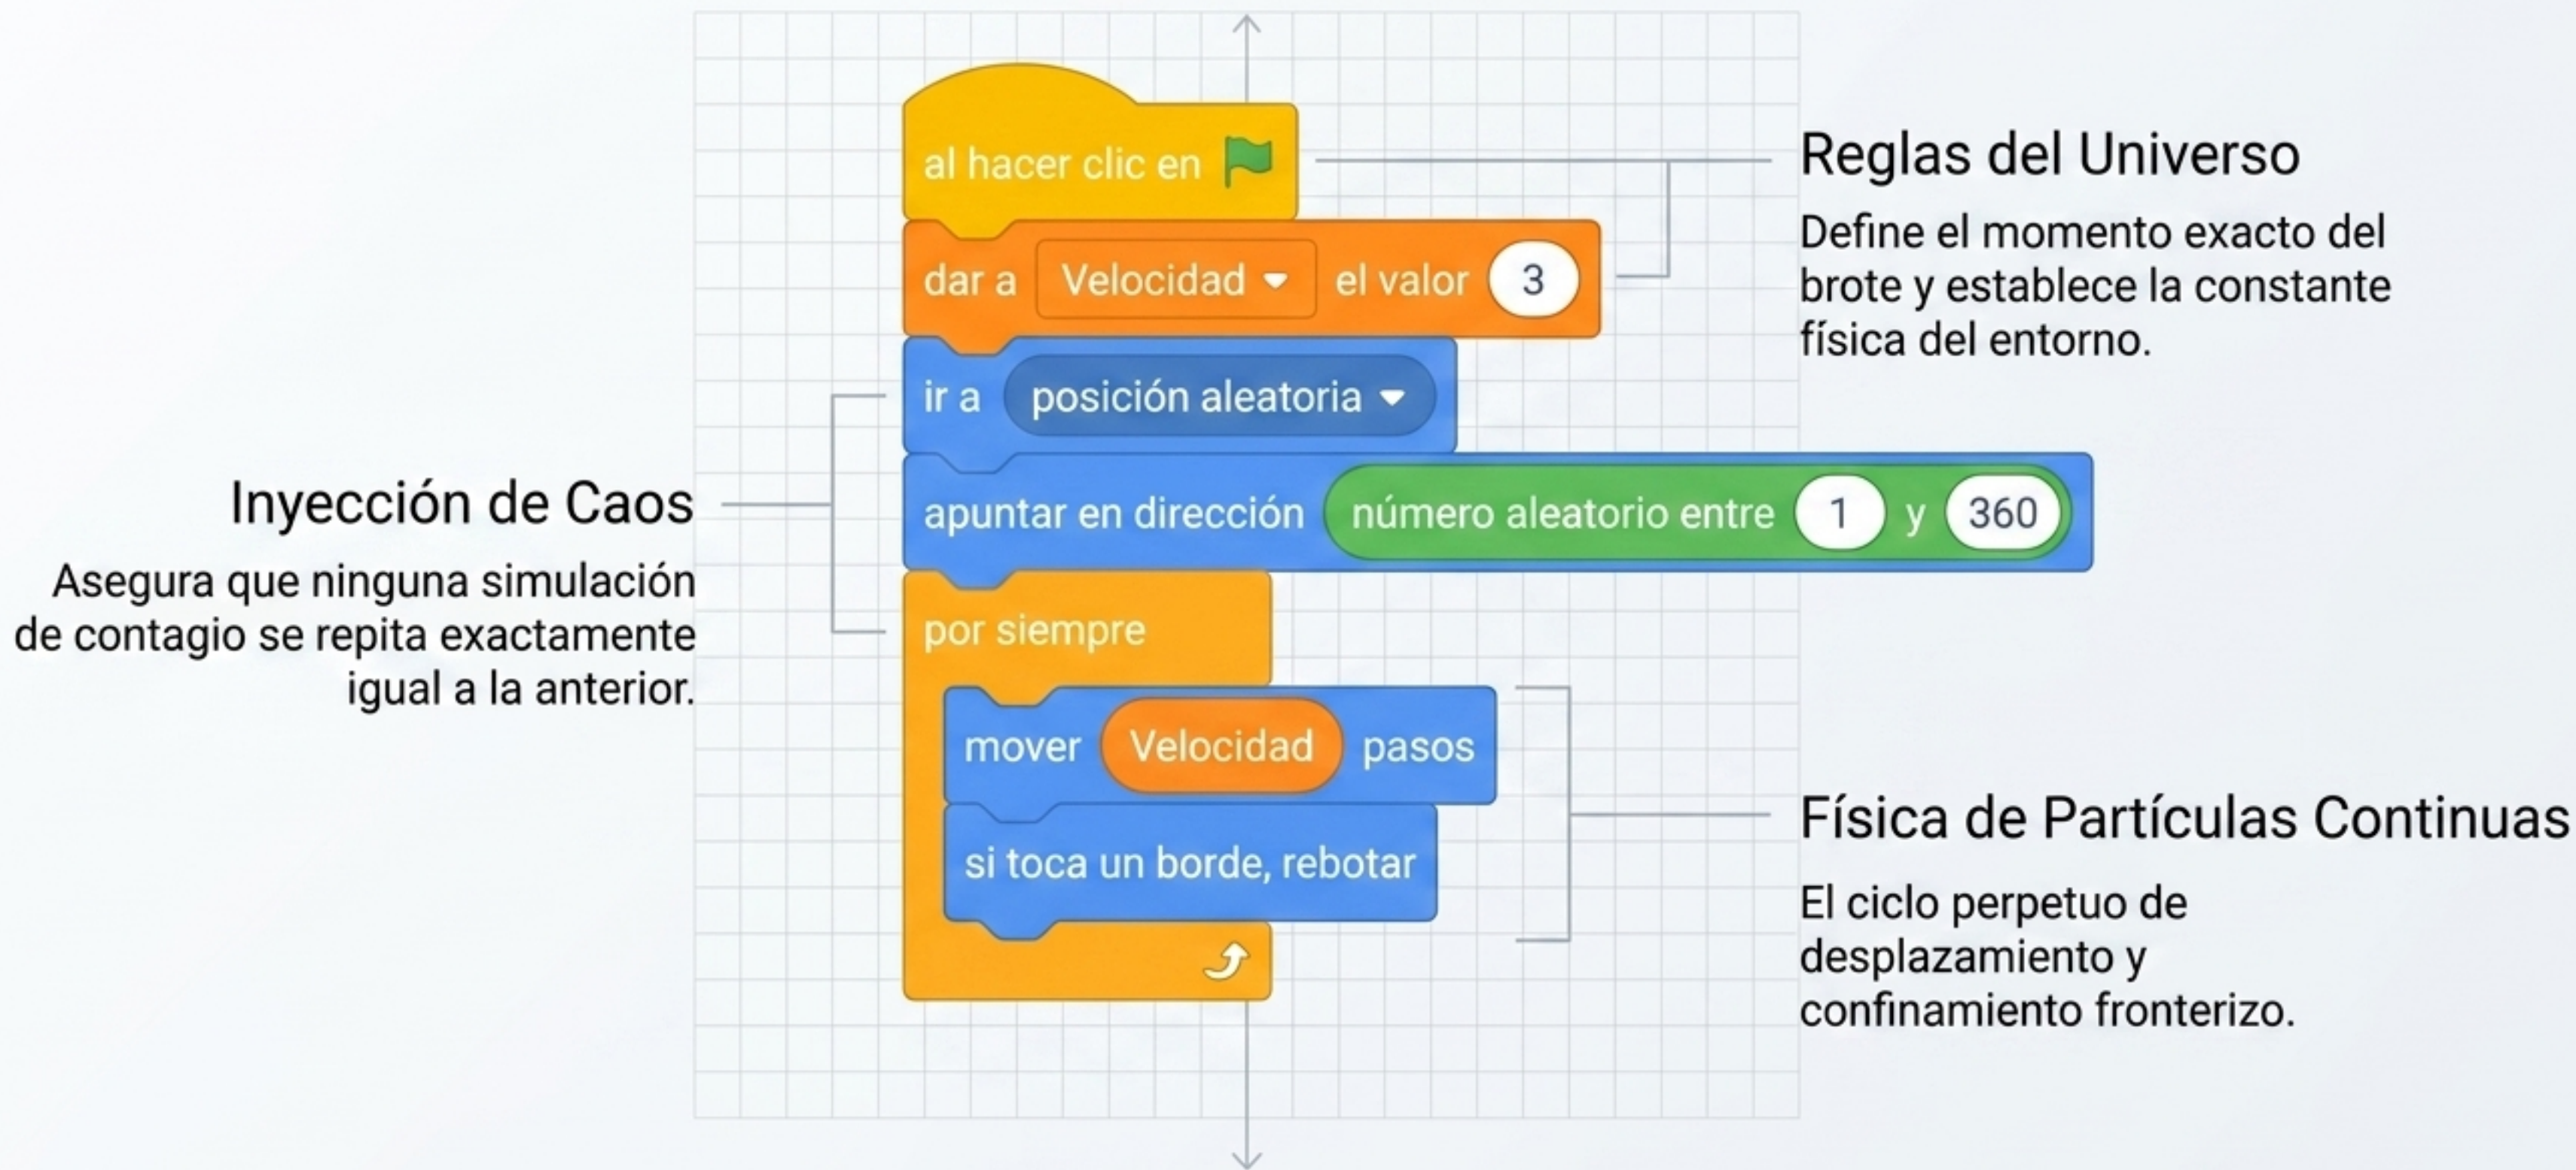 al hacer clic en
dar a Velocidad el valor 3
ir a posición aleatoria
apuntar en dirección número aleatorio entre 1 y 360
por siempre
mover Velocidad pasos
si toca un borde, rebotar
Reglas del Universo
Define el momento exacto del
brote y establece la constante
física del entorno.
Inyección de Caos
Asegura que ninguna simulación
de contagio se repita exactamente
igual a la anterior.
Física de Partículas Continuas
El ciclo perpetuo de
desplazamiento y
confinamiento fronterizo.